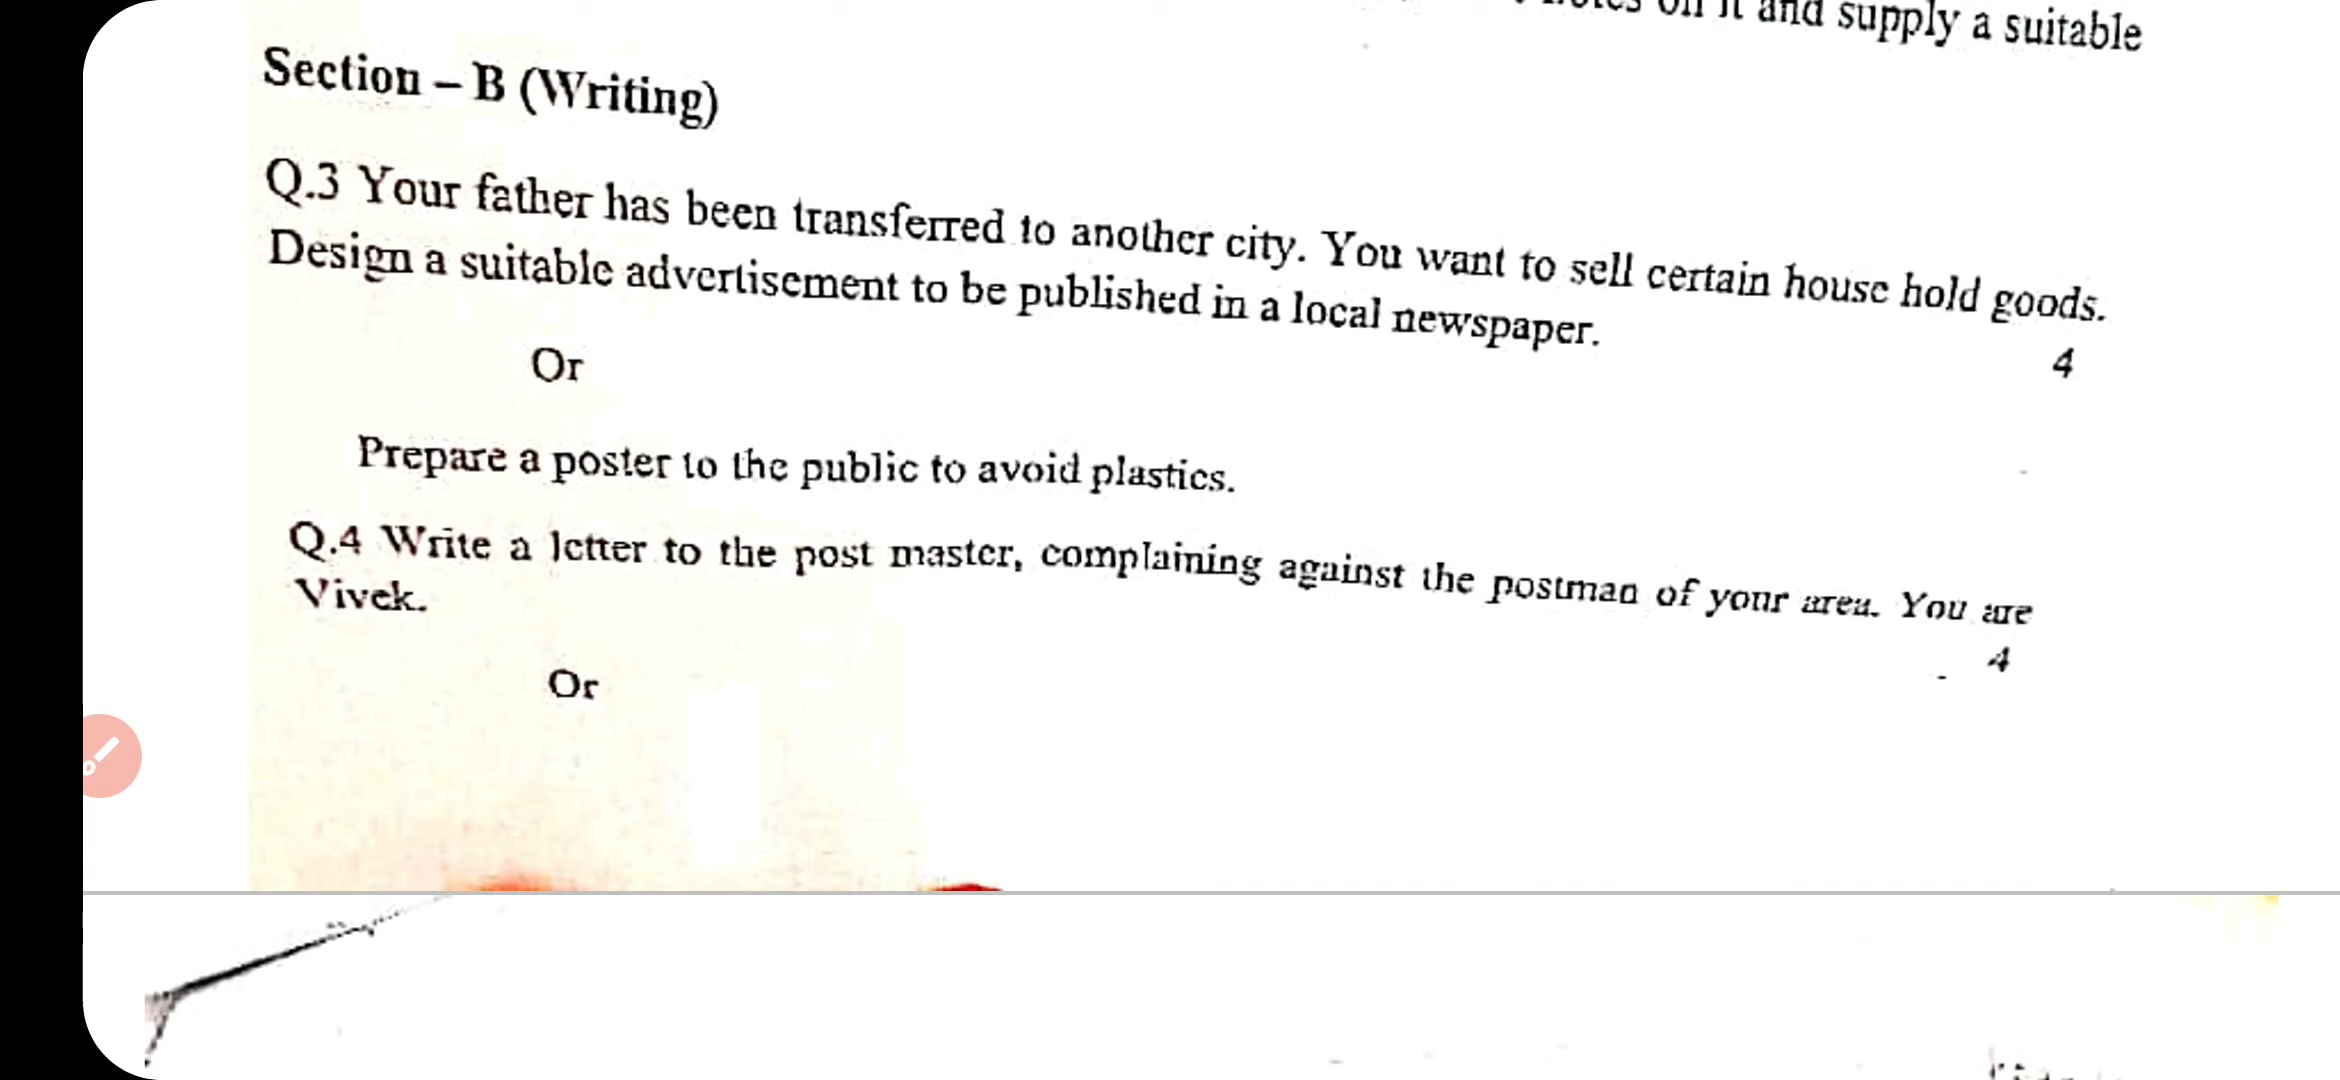 on it and supply a suitable
Section – B (Writing)
Q.3 Your father has been transferred to another city. You want to sell certain house hold goods.
Design a suitable advertisement to be published in a local newspaper.
4
Or
Prepare a poster to the public to avoid plastics.
Q.4 Write a letter to the post master, complaining against the postman of your area. You are
Vivek.
4
Or